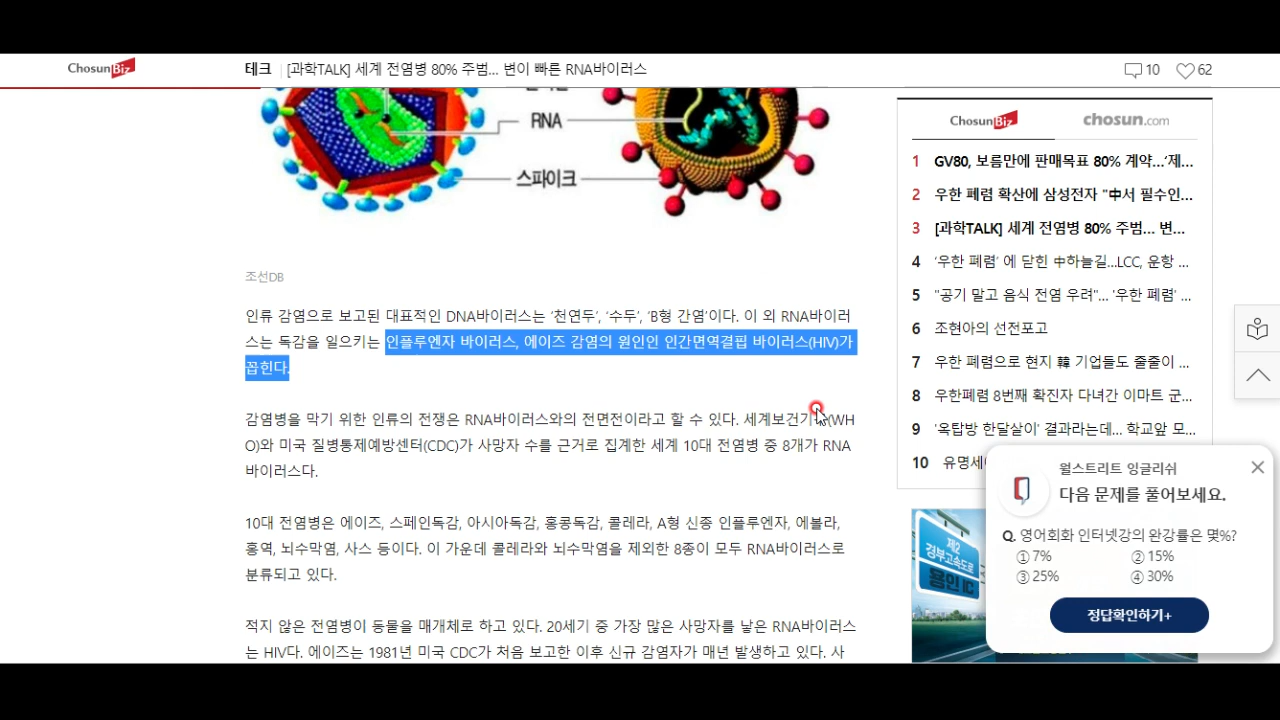 ChosunBiz
테크 [과학TALK] 세계 전염병 80% 주범... 변이 빠른 RNA바이러스
10
62
RNA
스파이크
조선DB
인류 감염으로 보고된 대표적인 DNA바이러스는 ‘천연두’, ‘수두’, ‘B형 간염’이다. 이 외 RNA바이러
스는 독감을 일으키는 인플루엔자 바이러스, 에이즈 감염의 원인인 인간면역결핍 바이러스(HIV)가
꼽힌다.
감염병을 막기 위한 인류의 전쟁은 RNA바이러스와의 전면전이라고 할 수 있다. 세계보건기구(WH
O)와 미국 질병통제예방센터(CDC)가 사망자 수를 근거로 집계한 세계 10대 전염병 중 8개가 RNA
바이러스다.
10대 전염병은 에이즈, 스페인독감, 아시아독감, 홍콩독감, 콜레라, A형 신종 인플루엔자, 에볼라,
홍역, 뇌수막염, 사스 등이다. 이 가운데 콜레라와 뇌수막염을 제외한 8종이 모두 RNA바이러스로
분류되고 있다.
적지 않은 전염병이 동물을 매개체로 하고 있다. 20세기 중 가장 많은 사망자를 낳은 RNA바이러스
는 HIV다. 에이즈는 1981년 미국 CDC가 처음 보고한 이후 신규 감염자가 매년 발생하고 있다. 사
ChosunBiz
chosun.com
1 GV80, 보름만에 판매목표 80% 계약...‘제...
2 우한 폐렴 확산에 삼성전자 "中서 필수인...
3 [과학TALK] 세계 전염병 80% 주범... 변...
4 ‘우한 폐렴’ 에 닫힌 中하늘길...LCC, 운항 ...
5 "공기 말고 음식 전염 우려"... '우한 폐렴’ ...
6 조현아의 선전포고
7 우한 폐렴으로 현지 韓 기업들도 줄줄이 ...
8 우한폐렴 8번째 확진자 다녀간 이마트 군...
9 '옥탑방 한달살이’ 결과라는데... 학교앞 모...
10 유명세
제2
경부고속도로
용인 IC
월스트리트 잉글리쉬
다음 문제를 풀어보세요.
Q. 영어회화 인터넷강의 완강률은 몇%?
① 7% ② 15%
③ 25% ④ 30%
정답확인하기+